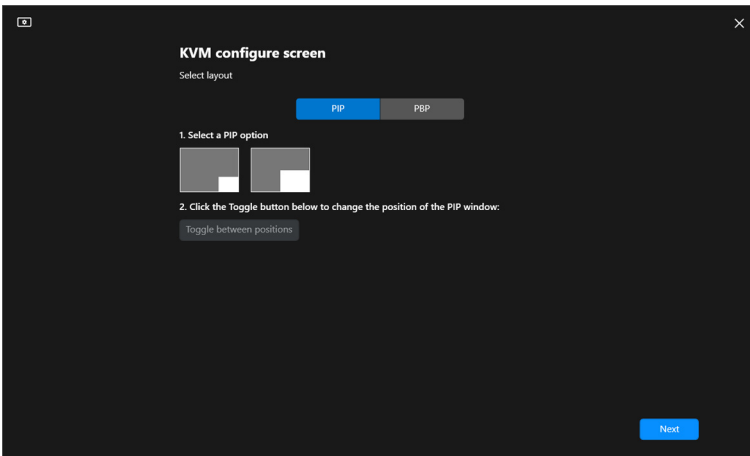 KVM configure screen
Select layout
PIP PBP
1. Select a PIP option
2. Click the Toggle button below to change the position of the PIP window:
Toggle between positions
Next